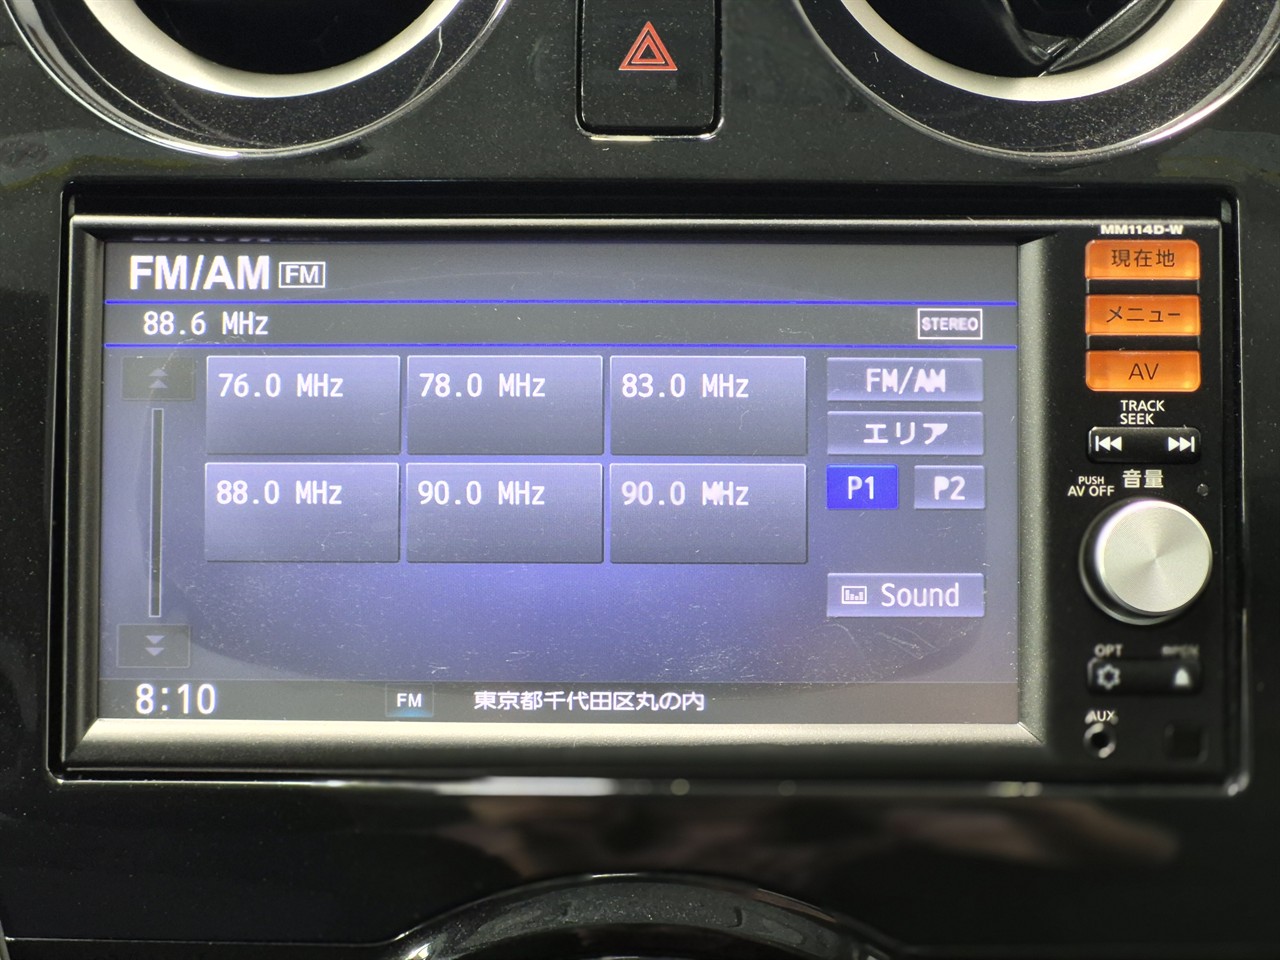 MM114D-W
FM/AM FM
88.6 MHz
STEREO
76.0 MHz
78.0 MHz
83.0 MHz
88.0 MHz
90.0 MHz
90.0 MHz
FM/AM
エリア
P1
P2
Sound
8:10
FM
東京都千代田区丸の内
現在地
メニュー
AV
TRACK
SEEK
音量
PUSH
AV OFF
OPT
AUX